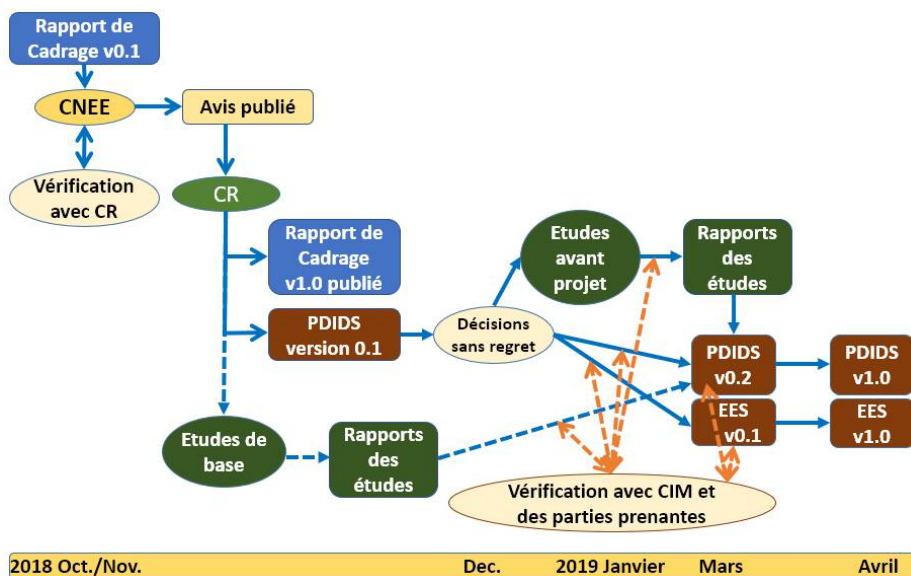 Rapport de
Cadrage v0.1
CNEE
Avis publié
Vérification
avec CR
CR
Rapport de
Cadrage
v1.0 publié
Etudes
avant
projet
Rapports
des
études
PDIDS
version 0.1
Décisions
sans regret
PDIDS
v0.2
PDIDS
v1.0
EES
v0.1
EES
v1.0
Etudes de
base
Rapports
des
études
Vérification avec CIM et
des parties prenantes
2018 Oct./Nov. Dec. 2019 Janvier Mars Avril